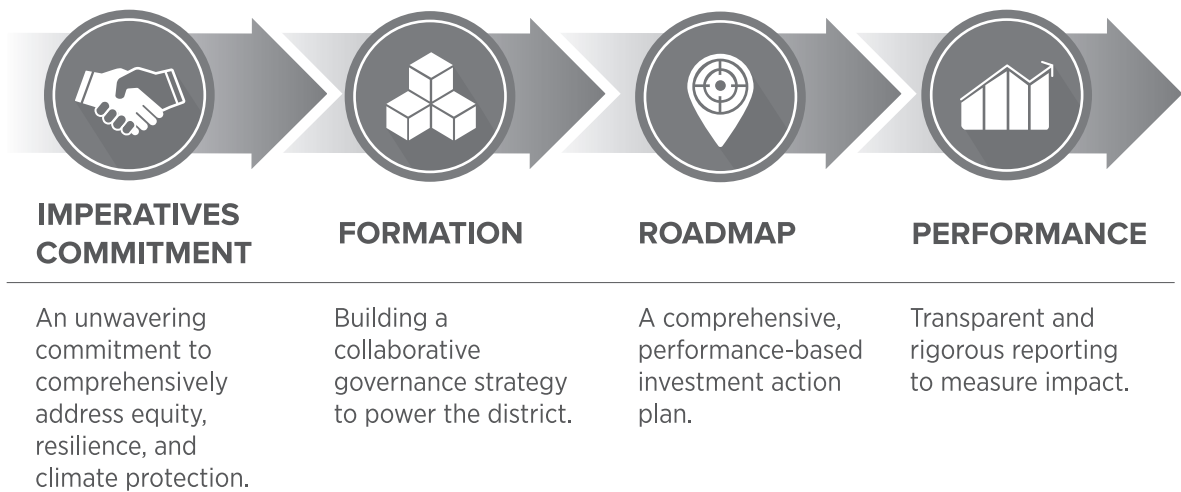 IMPERATIVES
COMMITMENT
An unwavering
commitment to
comprehensively
address equity,
resilience, and
climate protection.
FORMATION
Building a
collaborative
governance strategy
to power the district.
ROADMAP
A comprehensive,
performance-based
investment action
plan.
PERFORMANCE
Transparent and
rigorous reporting
to measure impact.